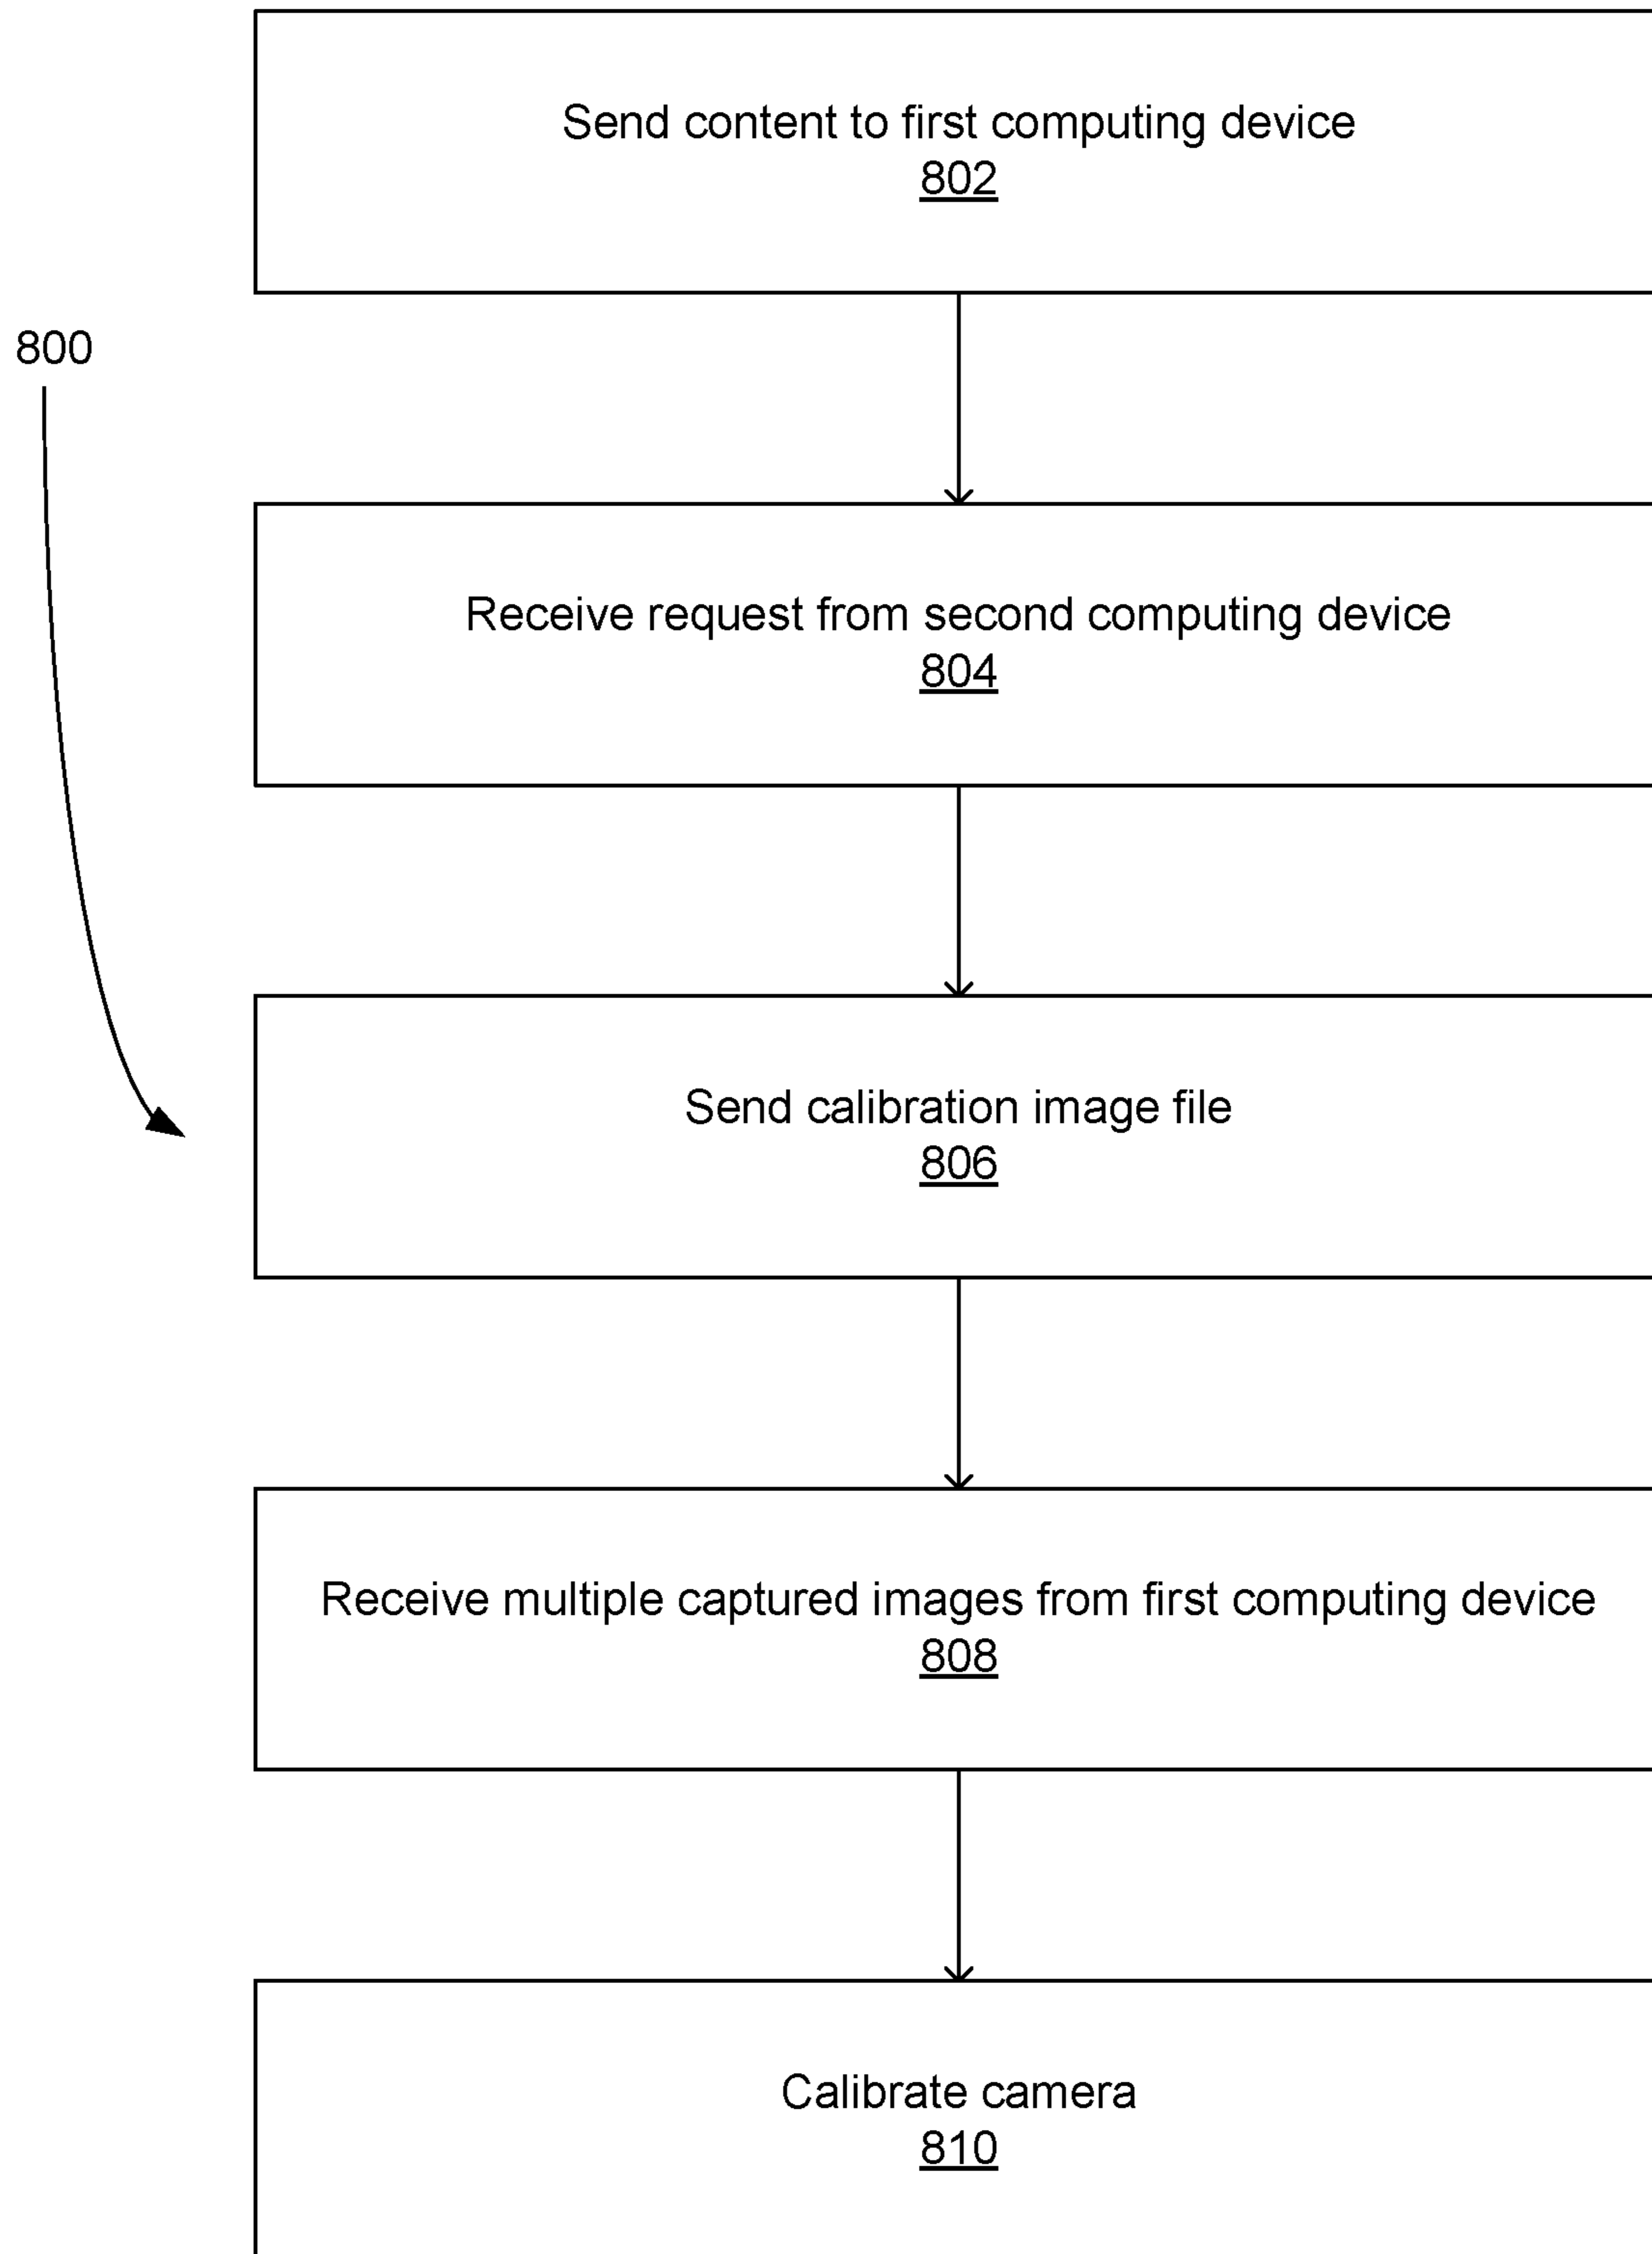 Send content to first computing device
802
800
Receive request from second computing device
804
Send calibration image file
806
Receive multiple captured images from first computing device
808
Calibrate camera
810